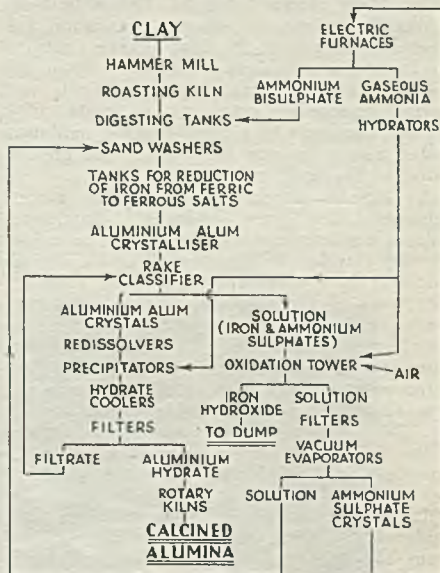 CLAY
HAMMER MILL
ROASTING KILN
DIGESTING TANKS
SAND WASHERS
TANKS FOR REDUCTION
OF IRON FROM FERRIC
TO FERROUS SALTS
ALUMINIUM ALUM
CRYSTALLISER
RAKE
CLASSIFIER
ELECTRIC
FURNACES
AMMONIUM
BISULPHATE
GASEOUS
AMMONIA
HYDRATORS
ALUMINIUM ALUM
CRYSTALS
REDISSOLVERS
PRECIPITATORS
HYDRATE
COOLERS
FILTERS
FILTRATE
ALUMINIUM
HYDRATE
ROTARY
KILNS
CALCINED
ALUMINA
SOLUTION
(IRON & AMMONIUM
SULPHATES)
OXIDATION TOWER
AIR
IRON
HYDROXIDE
TO DUMP
SOLUTION
FILTERS
VACUUM
EVAPORATORS
SOLUTION
AMMONIUM
SULPHATE
CRYSTALS